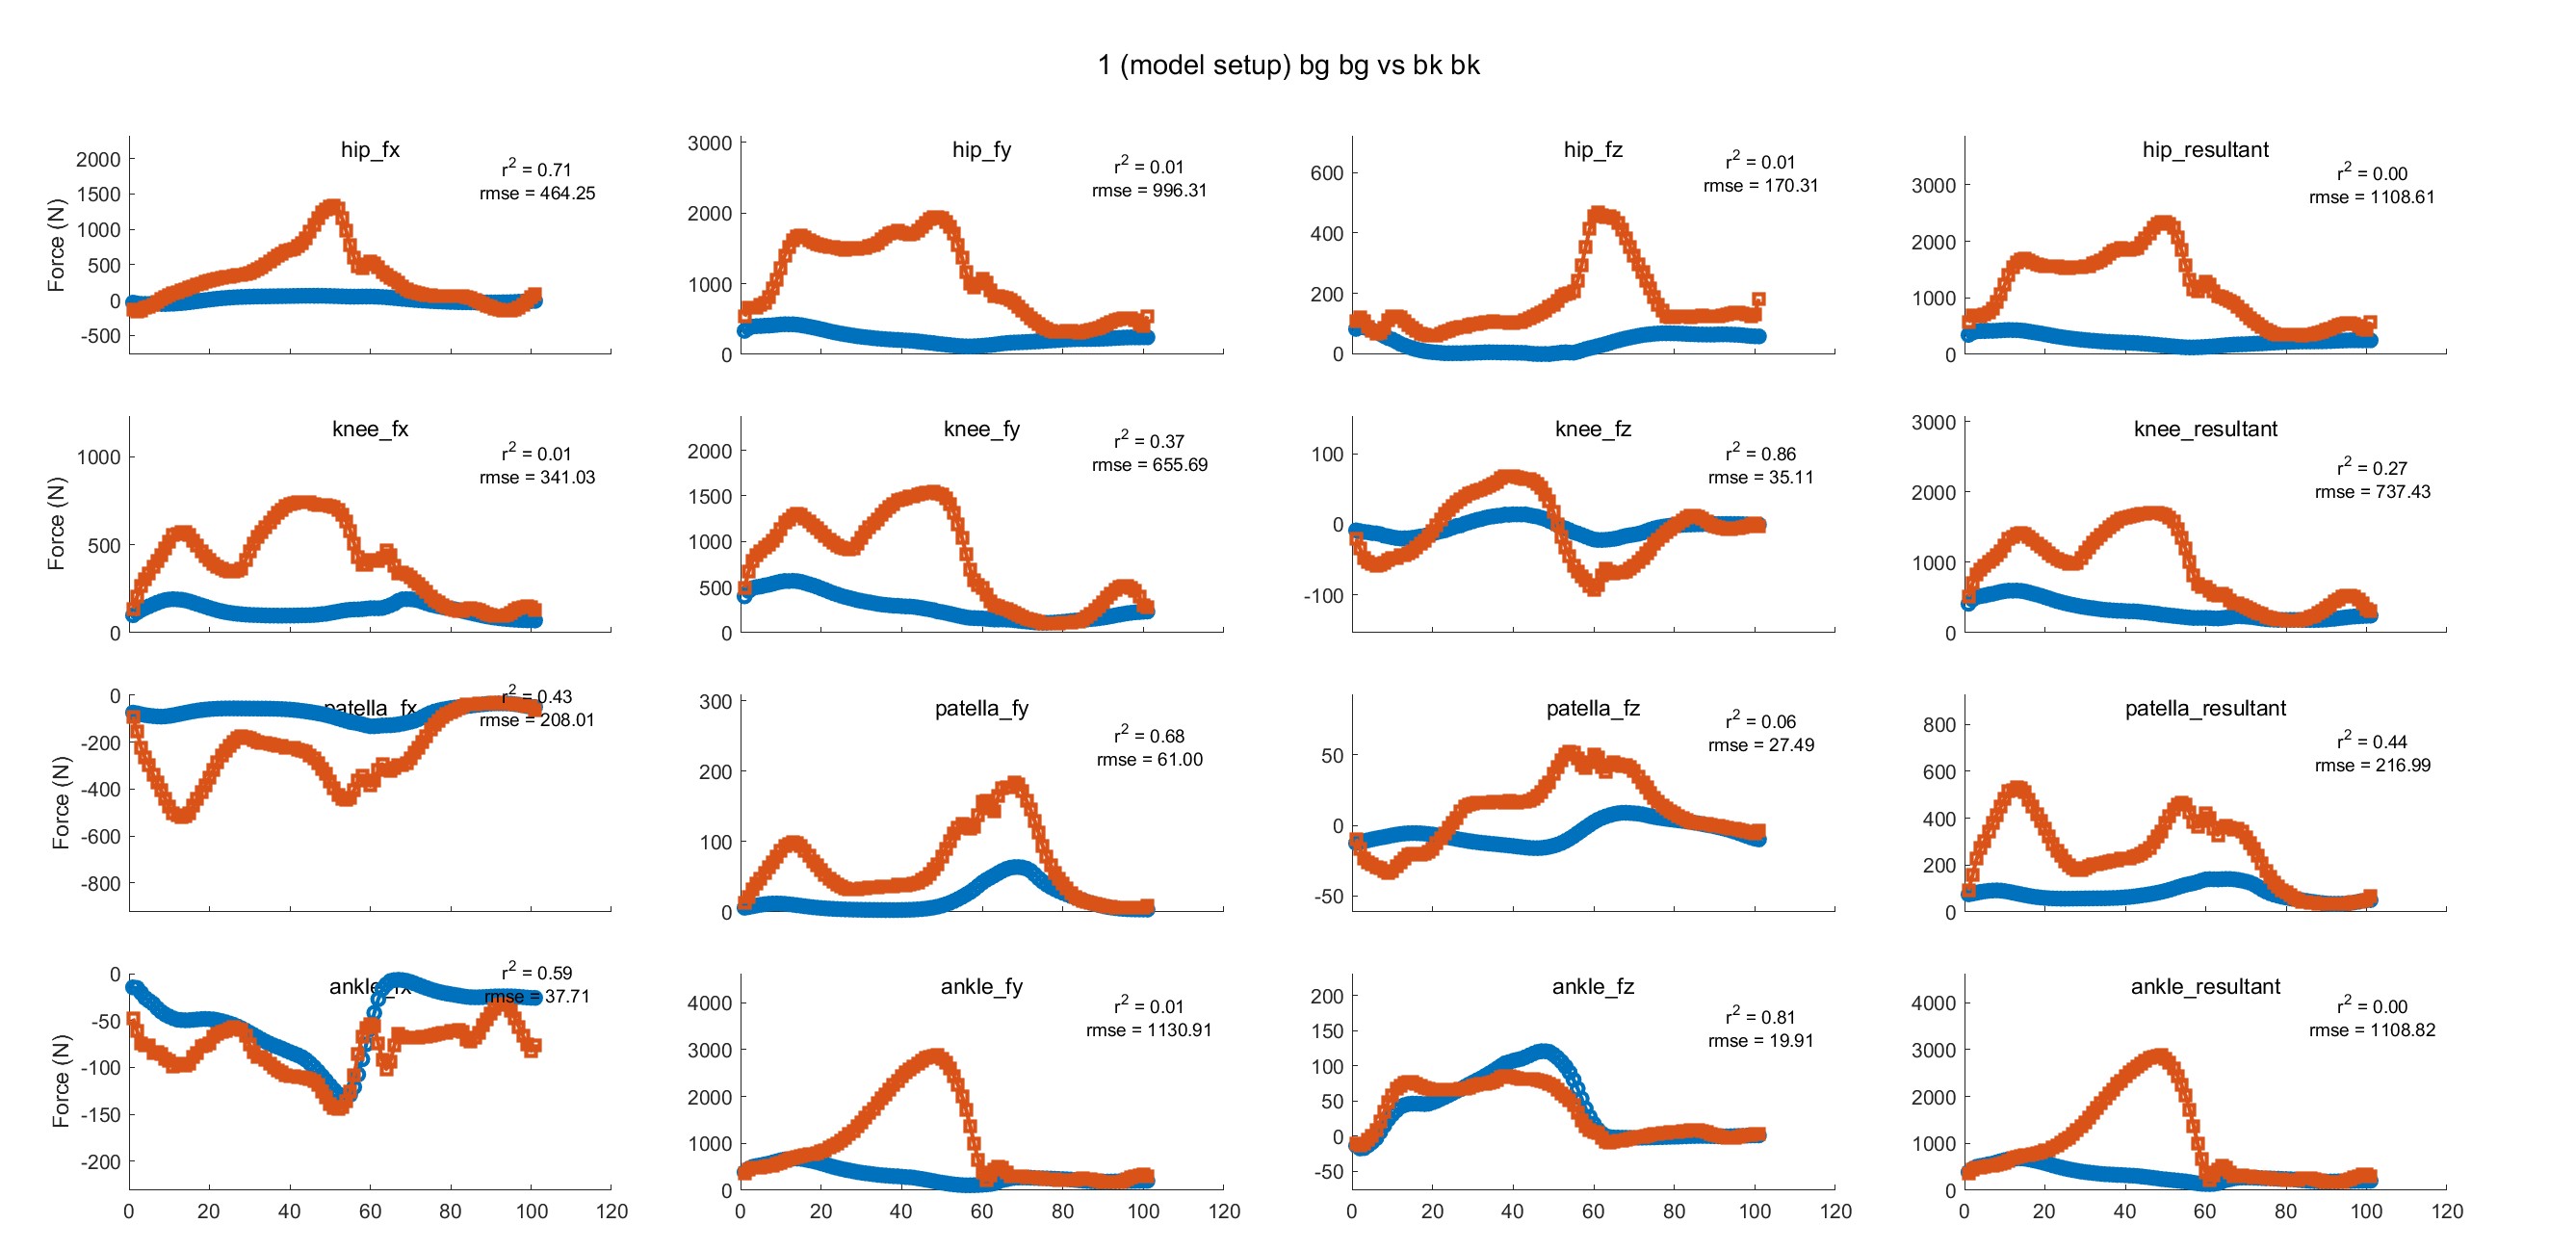 1 (model setup) bg bg vs bk bk
hip_fx
r² = 0.71
rmse = 464.25
Force (N)
2000
1500
1000
500
0
-500
hip_fy
r² = 0.01
rmse = 996.31
3000
2000
1000
0
hip_fz
r² = 0.01
rmse = 170.31
600
400
200
0
hip_resultant
r² = 0.00
rmse = 1108.61
3000
2000
1000
0
knee_fx
r² = 0.01
rmse = 341.03
Force (N)
1000
500
0
knee_fy
r² = 0.37
rmse = 655.69
2000
1500
1000
500
0
knee_fz
r² = 0.86
rmse = 35.11
100
0
-100
knee_resultant
r² = 0.27
rmse = 737.43
3000
2000
1000
0
patella_fx
r² = 0.43
rmse = 208.01
Force (N)
0
-200
-400
-600
-800
patella_fy
r² = 0.68
rmse = 61.00
300
200
100
0
patella_fz
r² = 0.06
rmse = 27.49
50
0
-50
patella_resultant
r² = 0.44
rmse = 216.99
800
600
400
200
0
ankle_fx
r² = 0.59
rmse = 37.71
Force (N)
0
-50
-100
-150
-200
0 20 40 60 80 100 120
ankle_fy
r² = 0.01
rmse = 1130.91
4000
3000
2000
1000
0
0 20 40 60 80 100 120
ankle_fz
r² = 0.81
rmse = 19.91
200
150
100
50
0
-50
0 20 40 60 80 100 120
ankle_resultant
r² = 0.00
rmse = 1108.82
4000
3000
2000
1000
0
0 20 40 60 80 100 120